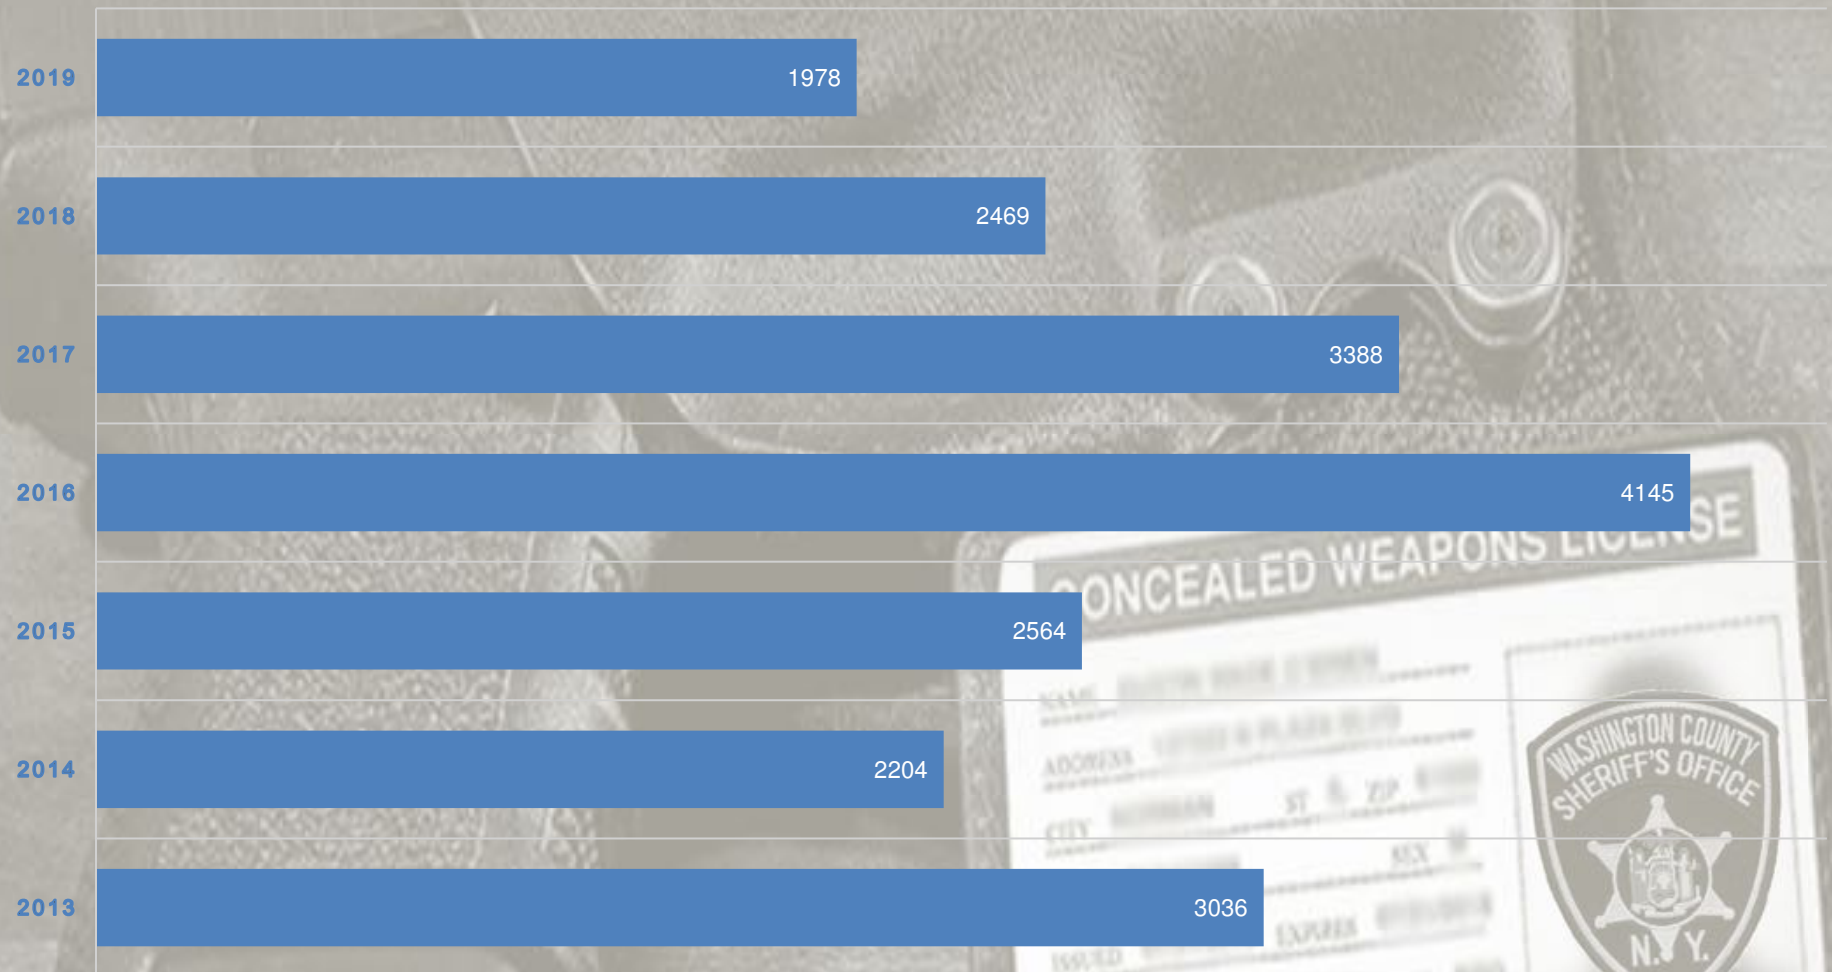 2019
1978
2018
2469
2017
3388
2016
4145
CONCEALED WEAPONS LICENSE
2015
2564
NAME
ADDRESS
WASHINGTON COUNTY
SHERIFF'S OFFICE
2014
2204
CITY ST ZIP
SEX
2013
3036
EXPIRES
ISSUED
N.Y.